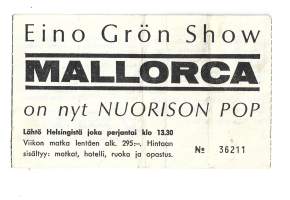 Eino Grön Show
MALLORCA
on nyt NUORISON POP
Lähtö Helsingistä joka perjantai klo 13.30
Viikon matka lentäen alk. 295:—. Hintaan
sisältyy: matkat, hotelli, ruoka ja opastus.
№ 36211